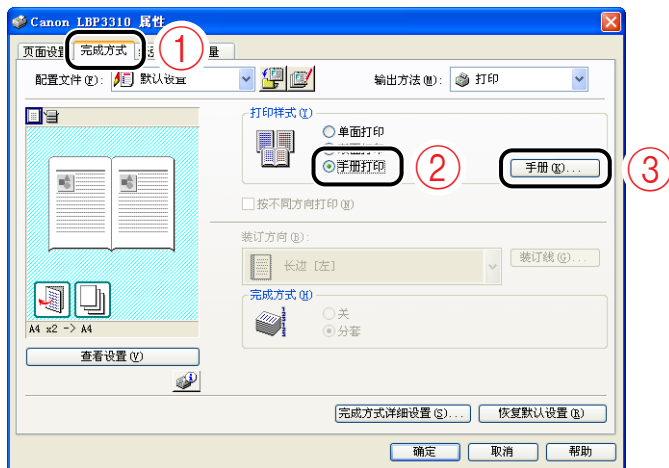 Canon LBP3310 属性
页面设置 完成方式 ① 量
配置文件(F): 默认设置 输出方法(M): 打印
打印样式(Y)
单面打印
手册打印 ② 手册(K)... ③
按不同方向打印(N)
装订方向(B):
长边 [左] 装订线(G)...
完成方式(H)
关
分套
A4 x2 -> A4
查看设置(V)
完成方式详细设置(S)... 恢复默认设置(R)
确定 取消 帮助